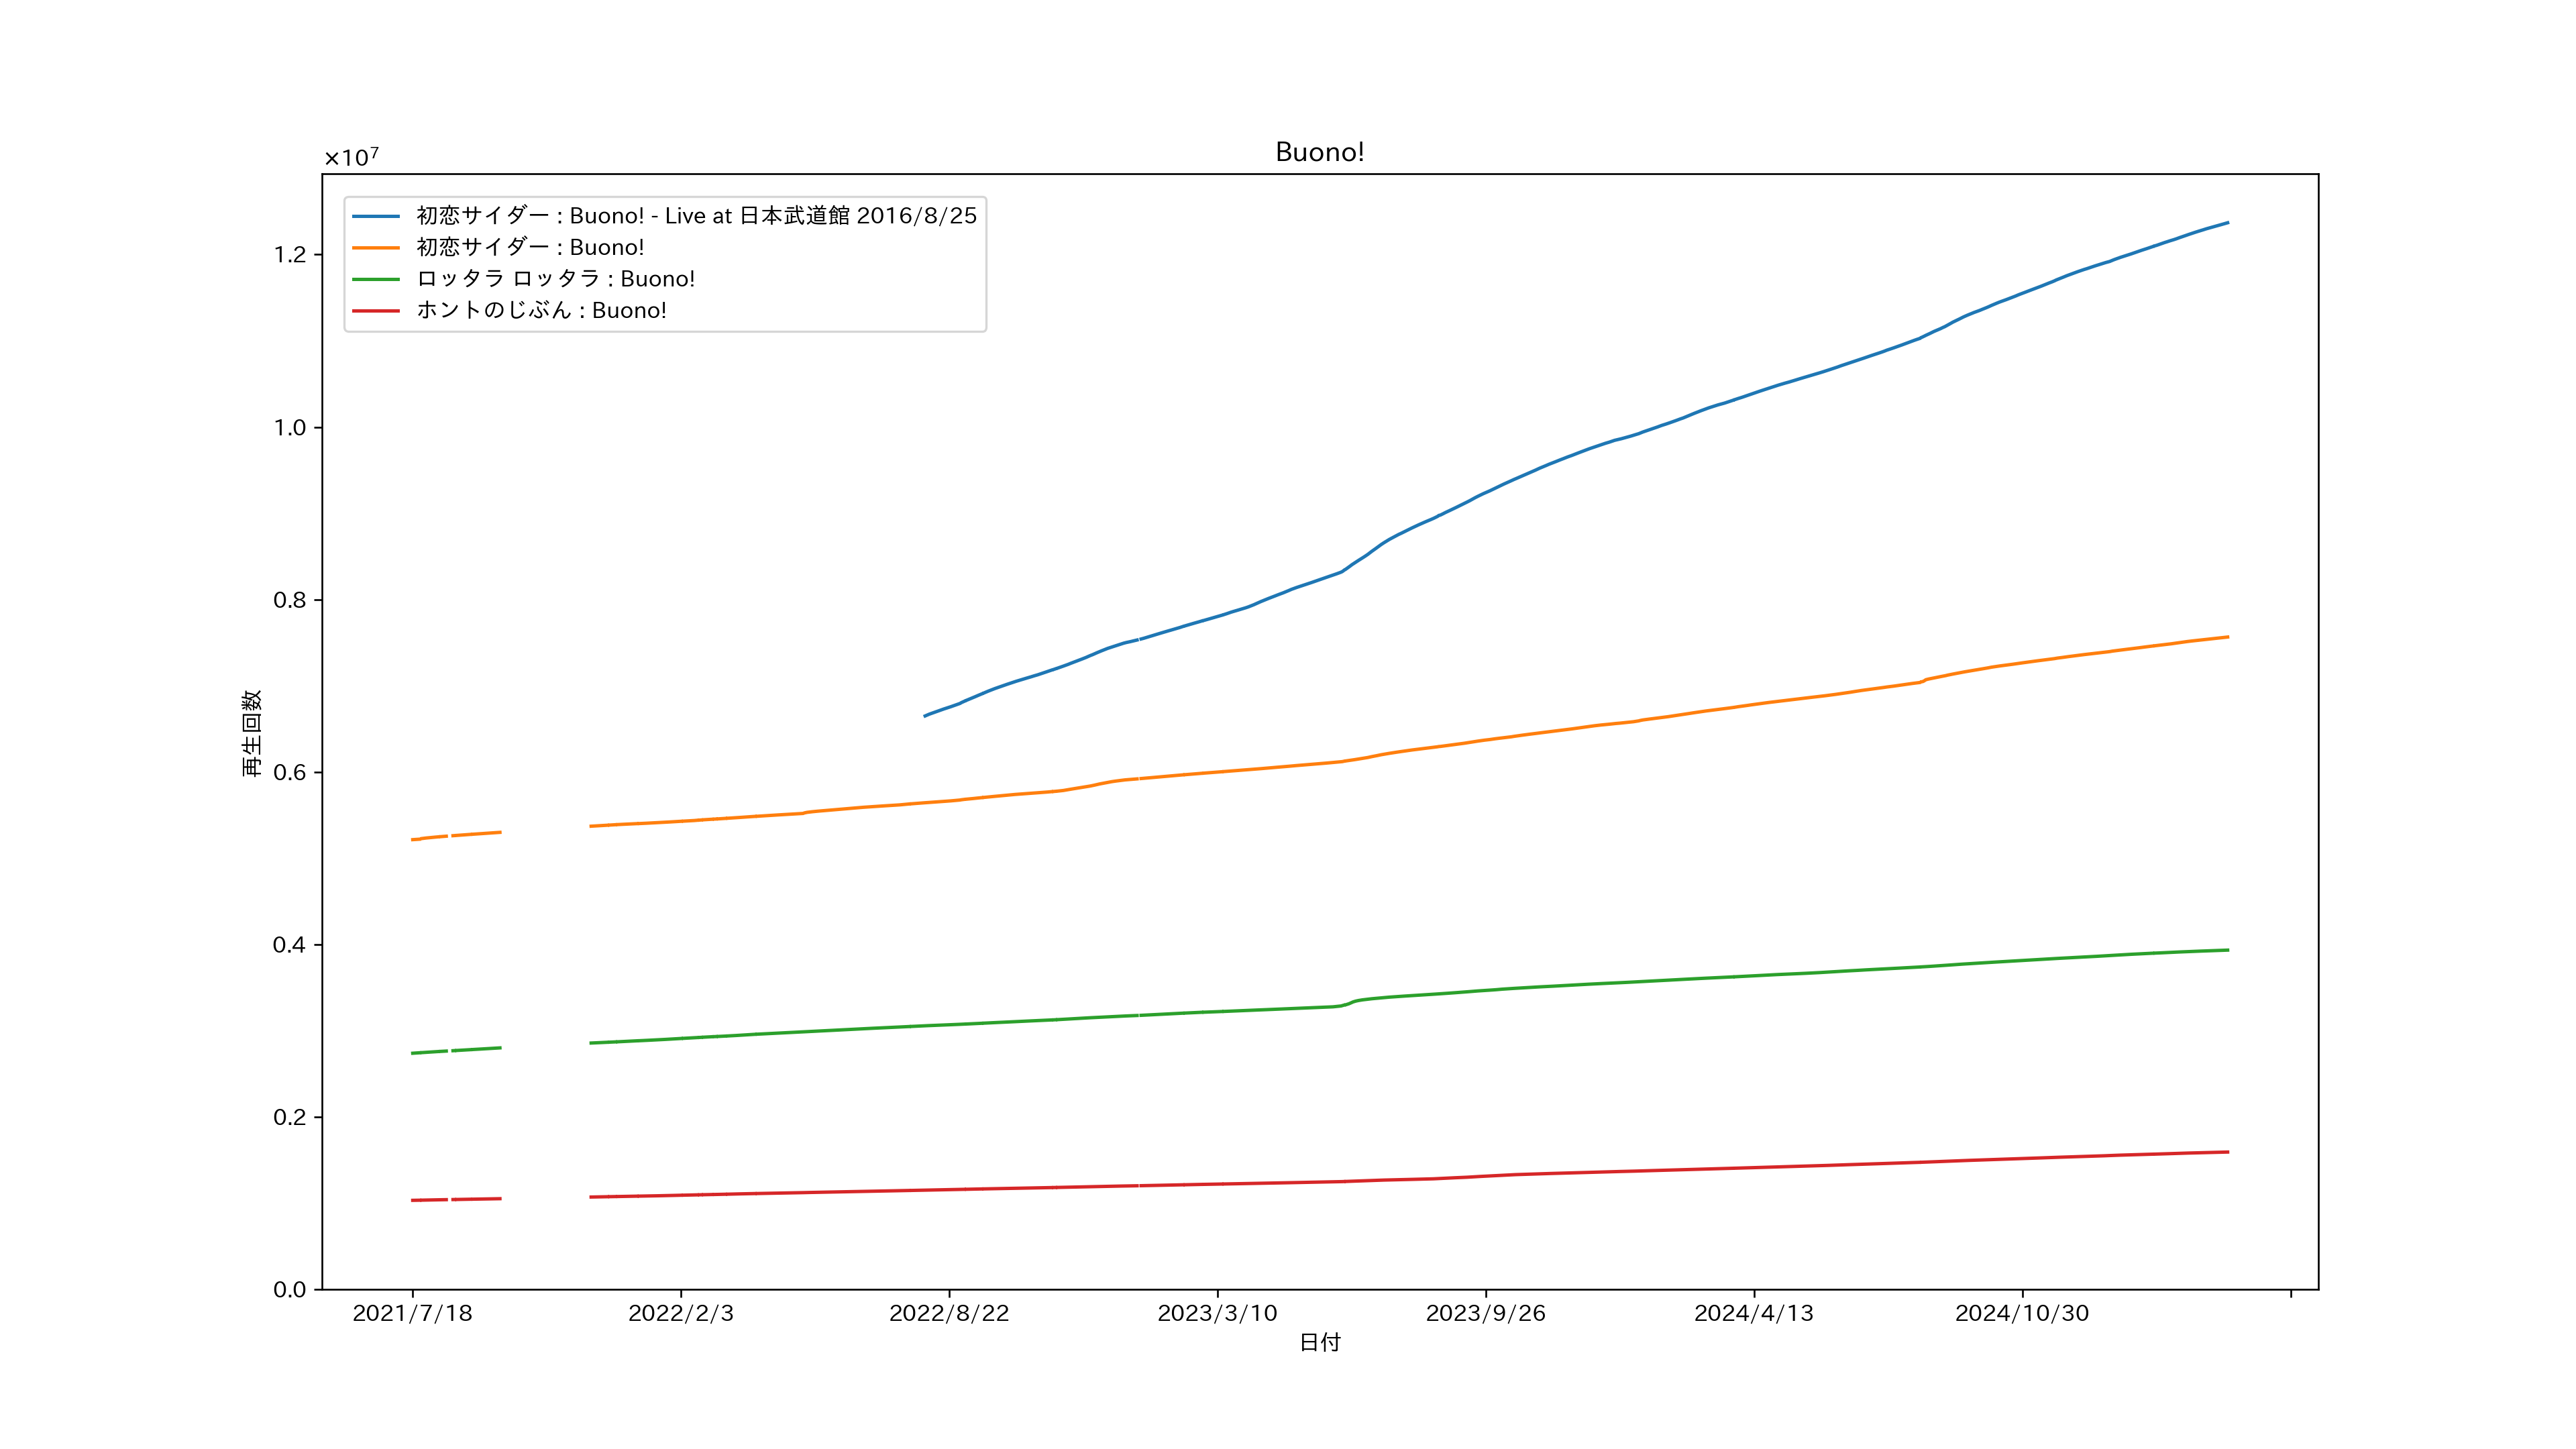 Buono!
×10⁷
初恋サイダー : Buono! - Live at 日本武道館 2016/8/25
初恋サイダー : Buono!
ロッタラ ロッタラ : Buono!
ホントのじぶん : Buono!
1.2
1.0
0.8
0.6
0.4
0.2
0.0
再生回数
2021/7/18 2022/2/3 2022/8/22 2023/3/10 2023/9/26 2024/4/13 2024/10/30
日付